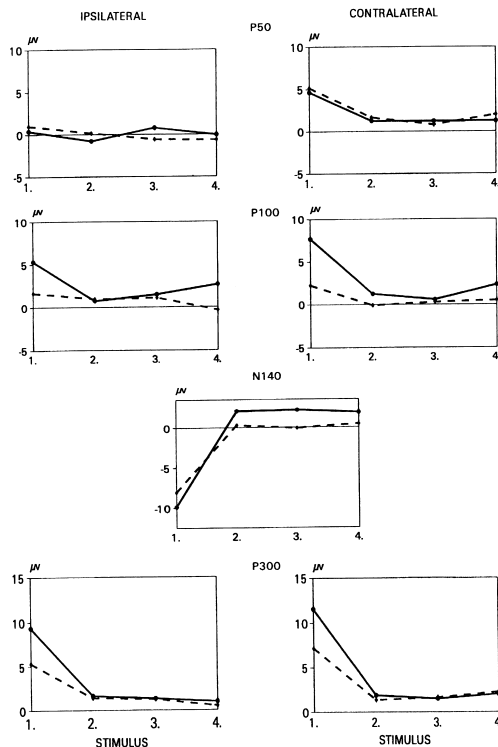 IPSILATERAL
CONTRALATERAL
P50
µV
10
5
0
-5
1. 2. 3. 4.
µV
10
5
0
-5
1. 2. 3. 4.
P100
µV
10
5
0
-5
1. 2. 3. 4.
µV
10
5
0
-5
1. 2. 3. 4.
N140
µV
0
-5
-10
1. 2. 3. 4.
P300
µV
15
10
5
0
1. 2. 3. 4.
STIMULUS
µV
15
10
5
0
1. 2. 3. 4.
STIMULUS